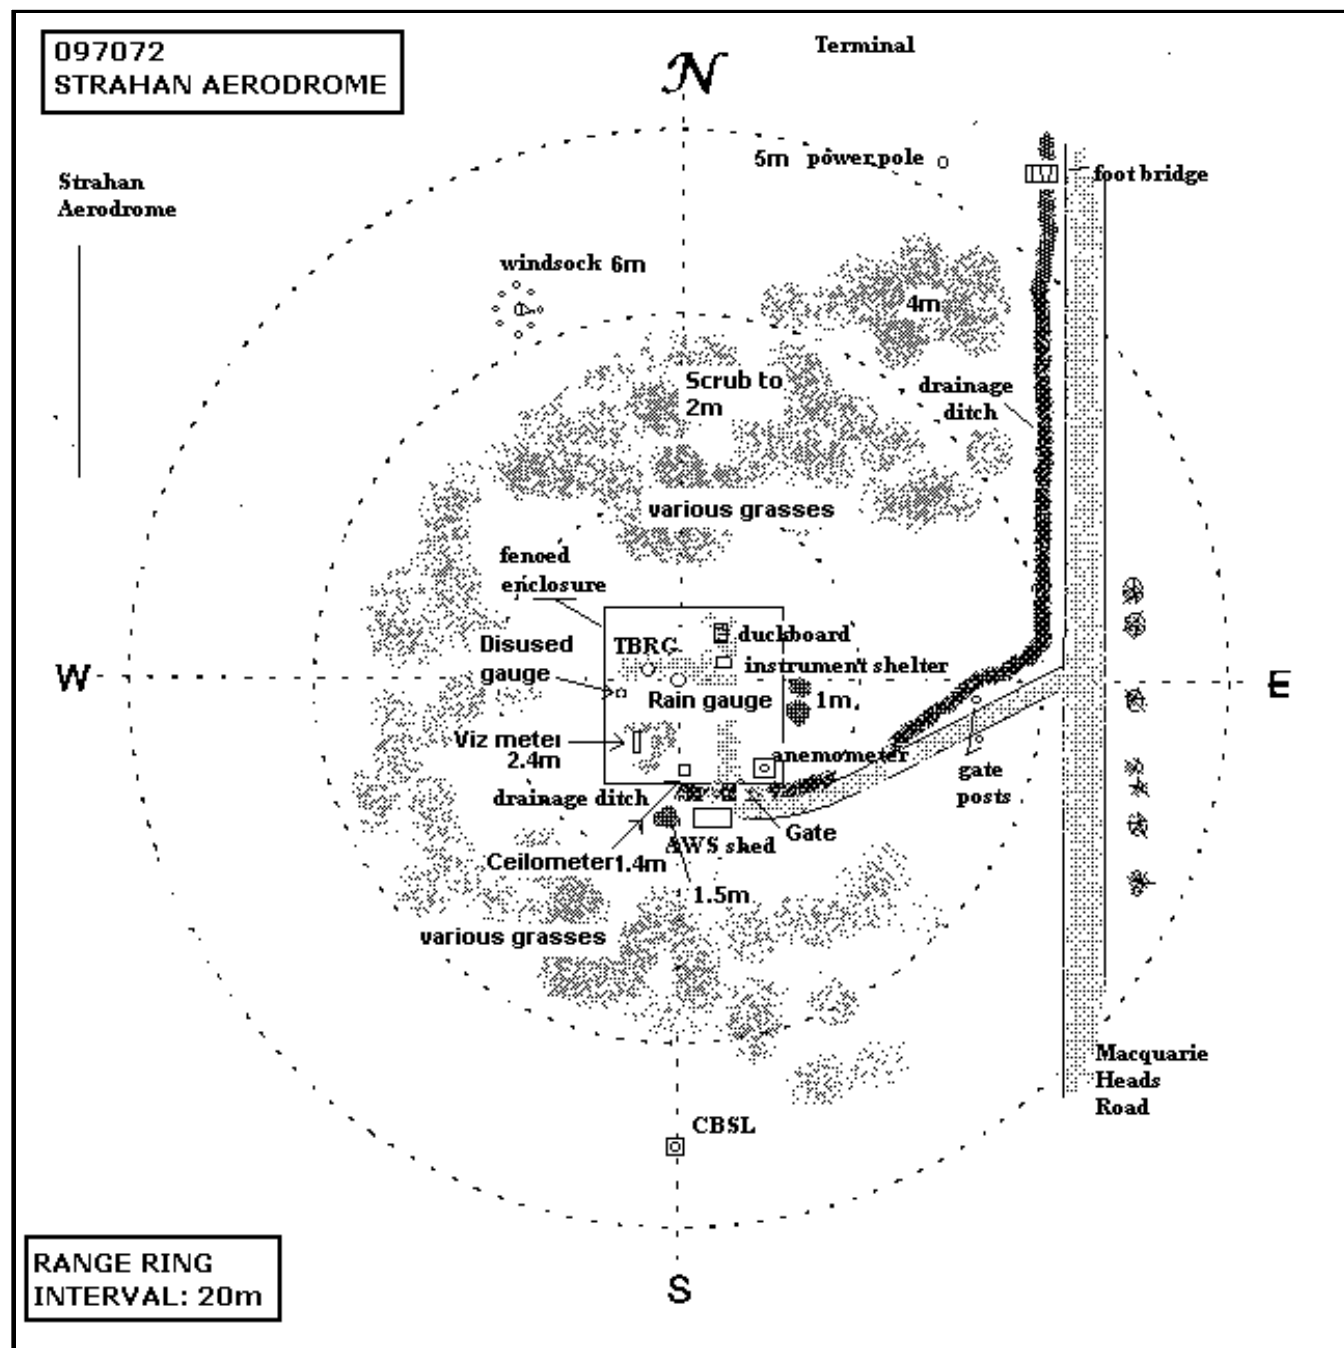 097072
STRAHAN AERODROME
Terminal
N
5m power pole
foot bridge
Strahan
Aerodrome
windsock 6m
4m
Scrub to
2m
drainage
ditch
various grasses
fenced
enclosure
Disused
gauge
TBRG
duckboard
instrument shelter
Rain gauge
1m
W
E
Viz meter
2.4m
anemometer
gate
posts
drainage ditch
Gate
AWS shed
Ceilometer 1.4m
1.5m
various grasses
Macquarie
Heads
Road
CBSL
RANGE RING
INTERVAL: 20m
S